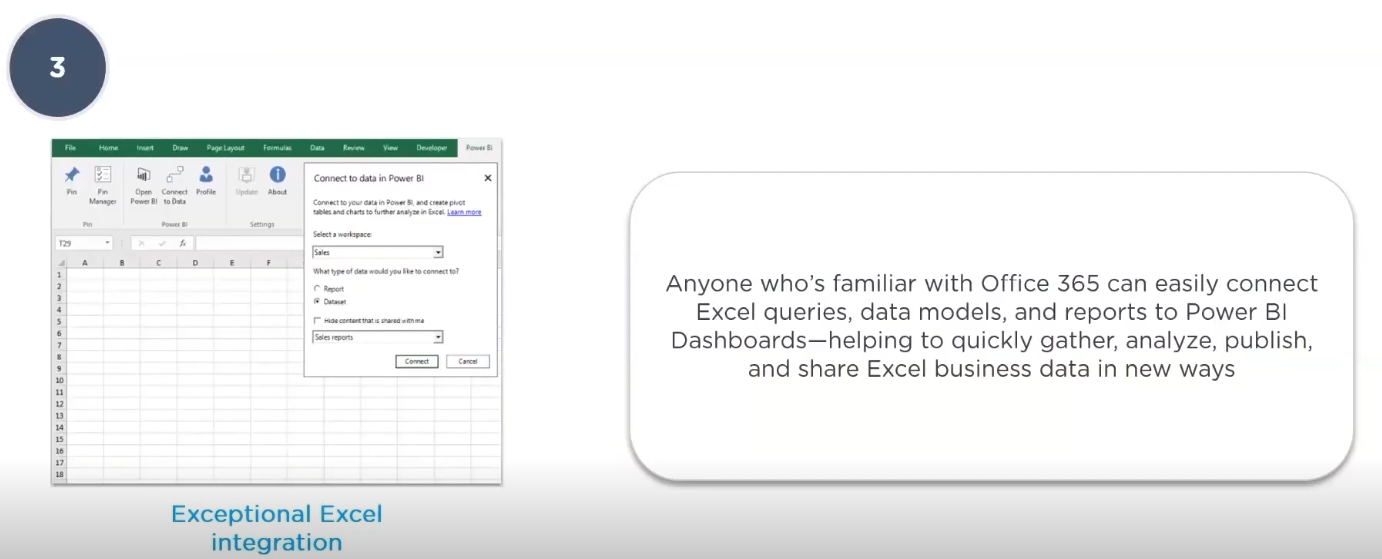 3
File Home Insert Draw Page Layout Formulas Data Review View Developer Power BI
Pin
Pin Manager
Open Power BI
Connect to Data
Profile
Update
About
Pin
Power BI
Settings
T29
fx
A B C D E F
1
2
3
4
5
6
7
8
9
10
11
12
13
14
15
16
17
18
Connect to data in Power BI
Connect to your data in Power BI, and create pivot
tables and charts to further analyze in Excel. Learn more
Select a workspace:
Sales
What type of data would you like to connect to?
Report
Dataset
Hide content that is shared with me
Sales reports
Connect Cancel
Exceptional Excel
integration
Anyone who's familiar with Office 365 can easily connect
Excel queries, data models, and reports to Power BI
Dashboards—helping to quickly gather, analyze, publish,
and share Excel business data in new ways